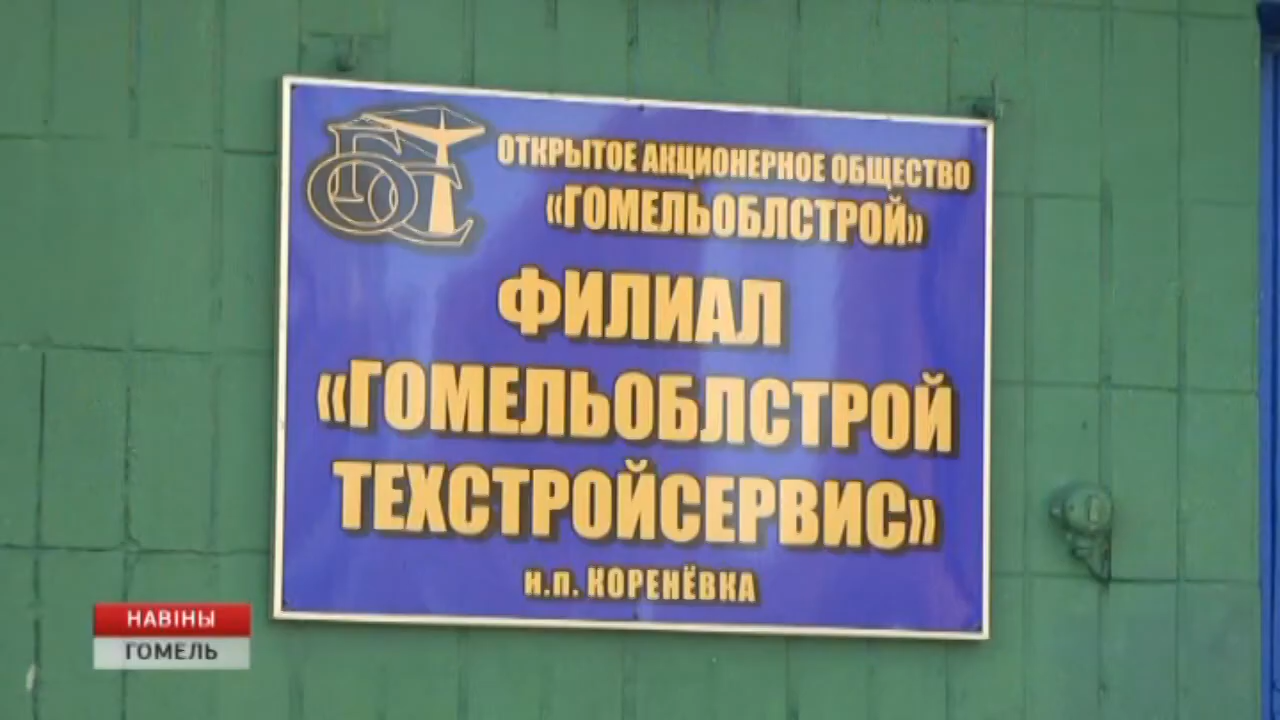 ОТКРЫТОЕ АКЦИОНЕРНОЕ ОБЩЕСТВО
«ГОМЕЛЬОБЛСТРОЙ»
ФИЛИАЛ
«ГОМЕЛЬОБЛСТРОЙ
ТЕХСТРОЙСЕРВИС»
Н.П. КОРЕНЁВКА
НАВІНЫ
ГОМЕЛЬ